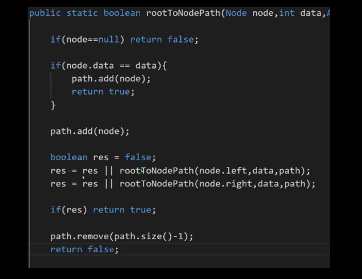 public static boolean rootToNodePath(Node node,int data,A
if(node==null) return false;
if(node.data == data){
path.add(node);
return true;
}
path.add(node);
boolean res = false;
res = res || rootToNodePath(node.left,data,path);
res = res || rootToNodePath(node.right,data,path);
if(res) return true;
path.remove(path.size()-1);
return false;